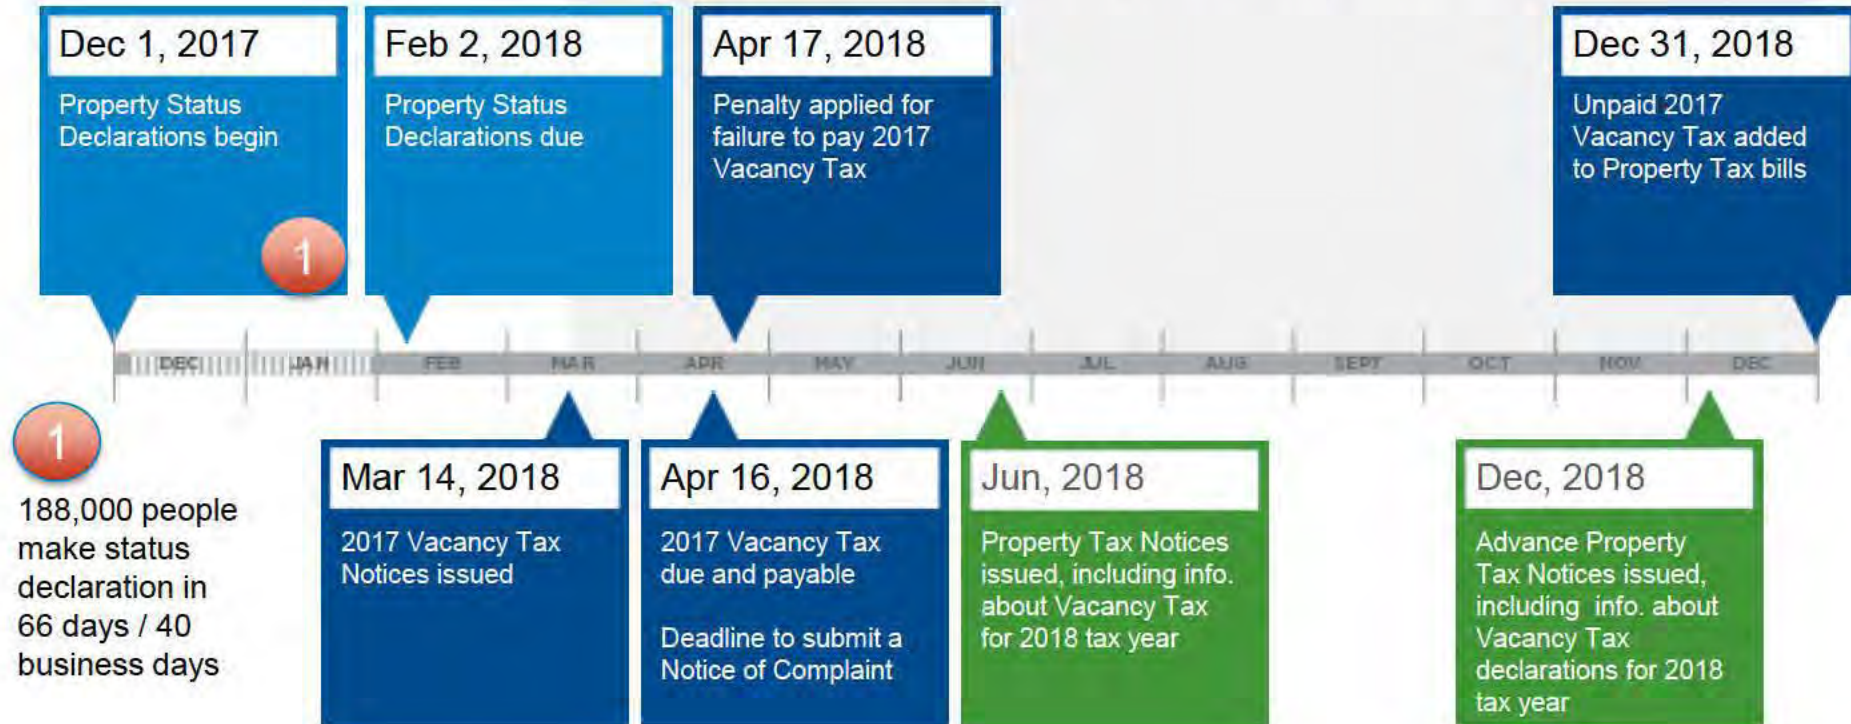 Dec 1, 2017
Property Status
Declarations begin
1
Feb 2, 2018
Property Status
Declarations due
Apr 17, 2018
Penalty applied for
failure to pay 2017
Vacancy Tax
Dec 31, 2018
Unpaid 2017
Vacancy Tax added
to Property Tax bills
DEC JAN FEB MAR APR MAY JUN JUL AUG SEPT OCT NOV DEC
1
188,000 people
make status
declaration in
66 days / 40
business days
Mar 14, 2018
2017 Vacancy Tax
Notices issued
Apr 16, 2018
2017 Vacancy Tax
due and payable
Deadline to submit a
Notice of Complaint
Jun, 2018
Property Tax Notices
issued, including info.
about Vacancy Tax
for 2018 tax year
Dec, 2018
Advance Property
Tax Notices issued,
including info. about
Vacancy Tax
declarations for 2018
tax year